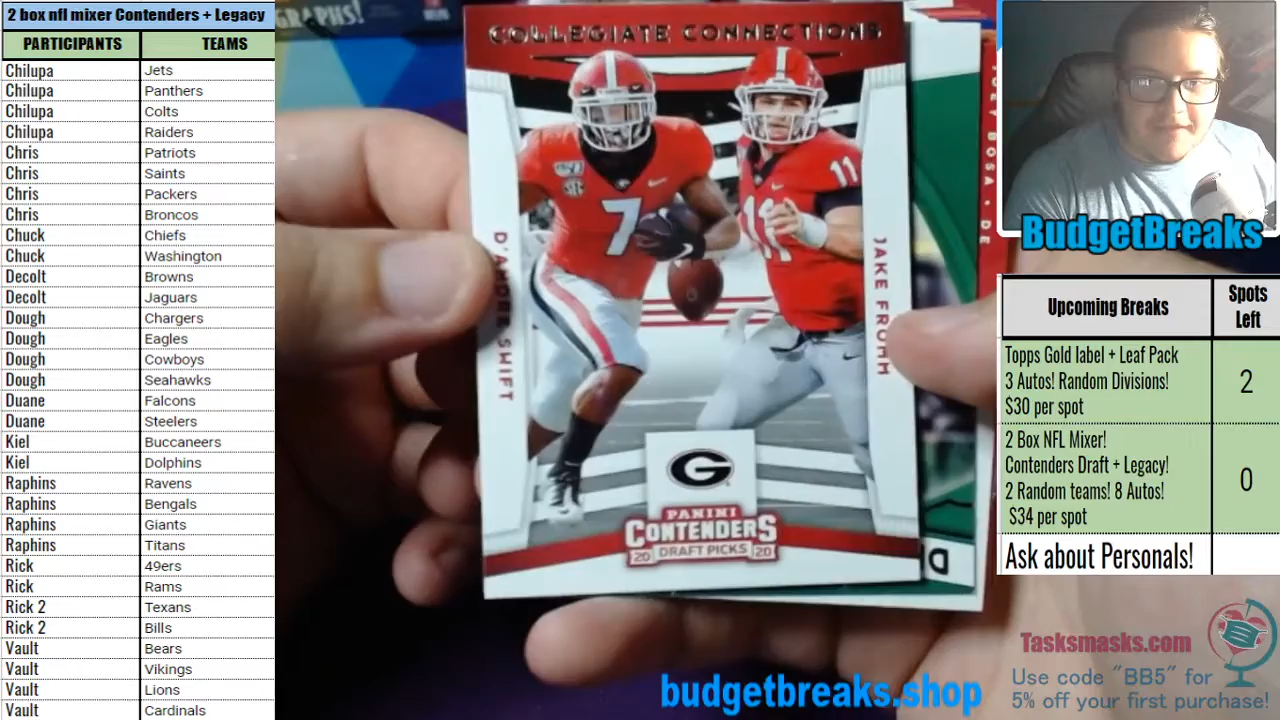 2 box nfl mixer Contenders + Legacy
PARTICIPANTS TEAMS
Chilupa Jets
Chilupa Panthers
Chilupa Colts
Chilupa Raiders
Chris Patriots
Chris Saints
Chris Packers
Chris Broncos
Chuck Chiefs
Chuck Washington
Decolt Browns
Decolt Jaguars
Dough Chargers
Dough Eagles
Dough Cowboys
Dough Seahawks
Duane Falcons
Duane Steelers
Kiel Buccaneers
Kiel Dolphins
Raphins Ravens
Raphins Bengals
Raphins Giants
Raphins Titans
Rick 49ers
Rick Rams
Rick 2 Texans
Rick 2 Bills
Vault Bears
Vault Vikings
Vault Lions
Vault Cardinals
COLLEGIATE CONNECTIONS
7
11
11
D'ANDRE SWIFT
JAKE FROMM
G
PANINI
CONTENDERS
20 DRAFT PICKS 20
JOEY BOSA • DE
BudgetBreaks
Upcoming Breaks
Spots
Left
Topps Gold label + Leaf Pack
3 Autos! Random Divisions!
$30 per spot
2
2 Box NFL Mixer!
Contenders Draft + Legacy!
2 Random teams! 8 Autos!
$34 per spot
0
Ask about Personals!
Tasksmasks.com
Use code "BB5" for
5% off your first purchase!
budgetbreaks.shop